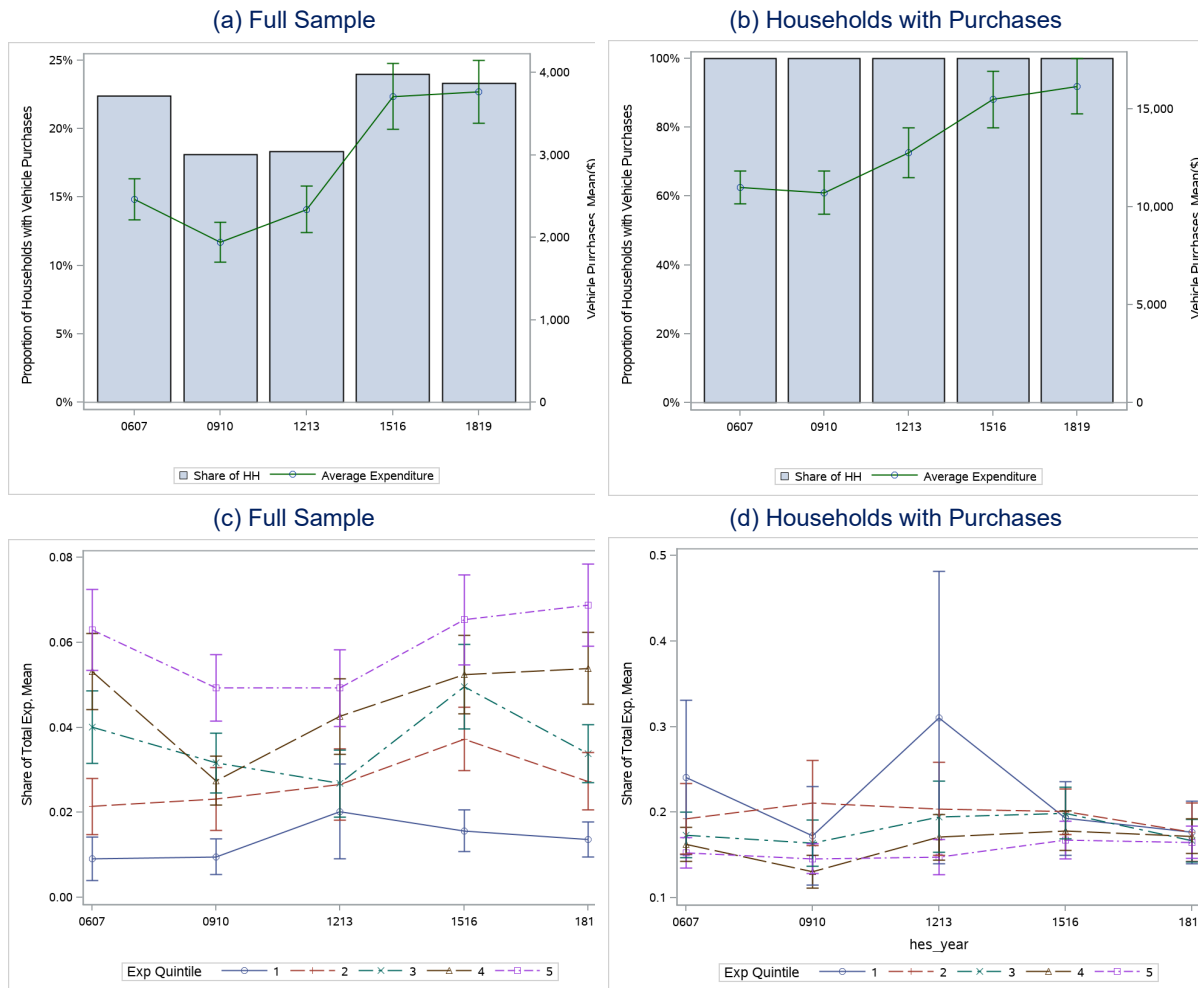 (a) Full Sample
(b) Households with Purchases
25%
20%
15%
10%
5%
0%
Proportion of Households with Vehicle Purchases
4,000
3,000
2,000
1,000
0
Vehicle Purchases, Mean($)
0607 0910 1213 1516 1819
Share of HH Average Expenditure
100%
80%
60%
40%
20%
0%
Proportion of Households with Vehicle Purchases
15,000
10,000
5,000
0
Vehicle Purchases, Mean($)
0607 0910 1213 1516 1819
Share of HH Average Expenditure
(c) Full Sample
(d) Households with Purchases
0.08
0.06
0.04
0.02
0.00
Share of Total Exp, Mean
0607 0910 1213 1516 181
Exp Quintile 1 2 3 4 5
0.5
0.4
0.3
0.2
0.1
Share of Total Exp, Mean
0607 0910 1213 1516 181
hes_year
Exp Quintile 1 2 3 4 5